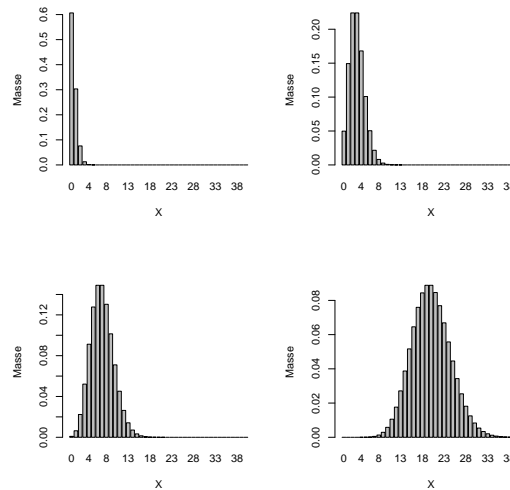 0.0 0.1 0.2 0.3 0.4 0.5 0.6
Masse
0 4 8 13 18 23 28 33 38
X
0.00 0.05 0.10 0.15 0.20
Masse
0 4 8 13 18 23 28 33
X
0.00 0.04 0.08 0.12
Masse
0 4 8 13 18 23 28 33 38
X
0.00 0.02 0.04 0.06 0.08
Masse
0 4 8 13 18 23 28 33
X